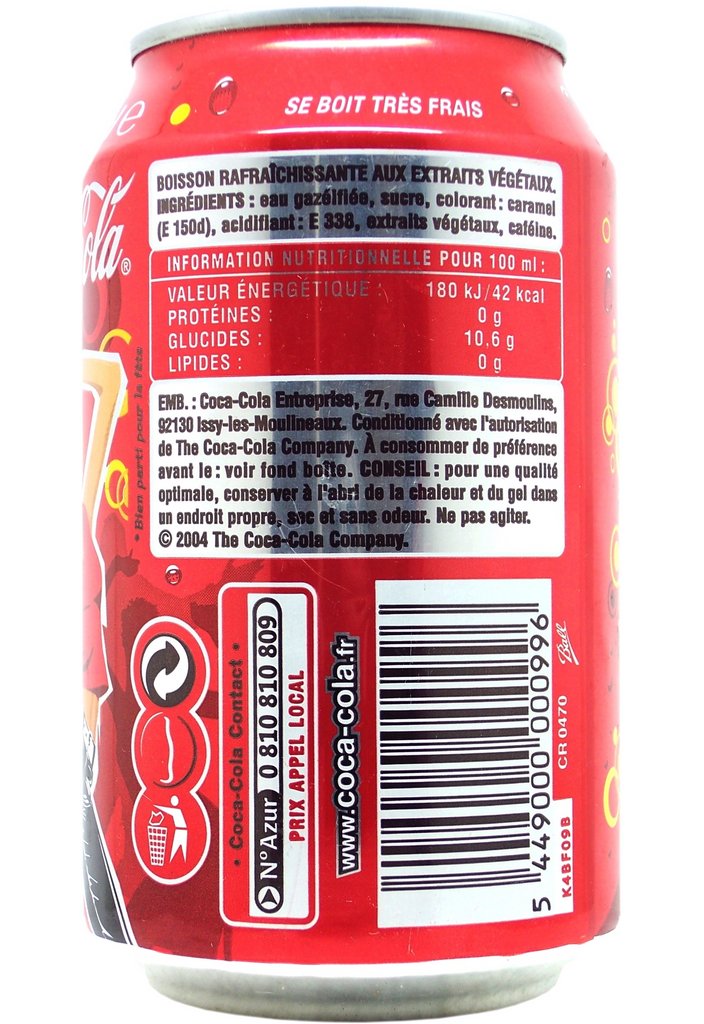 ve
SE BOIT TRÈS FRAIS
Cola®
BOISSON RAFRAÎCHISSANTE AUX EXTRAITS VÉGÉTAUX.
INGRÉDIENTS : eau gazéifiée, sucre, colorant : caramel
(E 150d), acidifiant : E 338, extraits végétaux, caféine.
INFORMATION NUTRITIONNELLE POUR 100 ml :
VALEUR ÉNERGÉTIQUE : 180 kJ/42 kcal
PROTÉINES : 0 g
GLUCIDES : 10,6 g
LIPIDES : 0 g
EMB. : Coca-Cola Entreprise, 27, rue Camille Desmoulins,
92130 Issy-les-Moulineaux. Conditionné avec l'autorisation
de The Coca-Cola Company. À consommer de préférence
avant le : voir fond boîte. CONSEIL : pour une qualité
optimale, conserver à l'abri de la chaleur et du gel dans
un endroit propre, sec et sans odeur. Ne pas agiter.
© 2004 The Coca-Cola Company.
• Bien parti pour la fête
• Coca-Cola Contact •
N° Azur 0 810 810 809
PRIX APPEL LOCAL
www.coca-cola.fr
5 449000 000996
Ball
CR 0470
K4BF09B